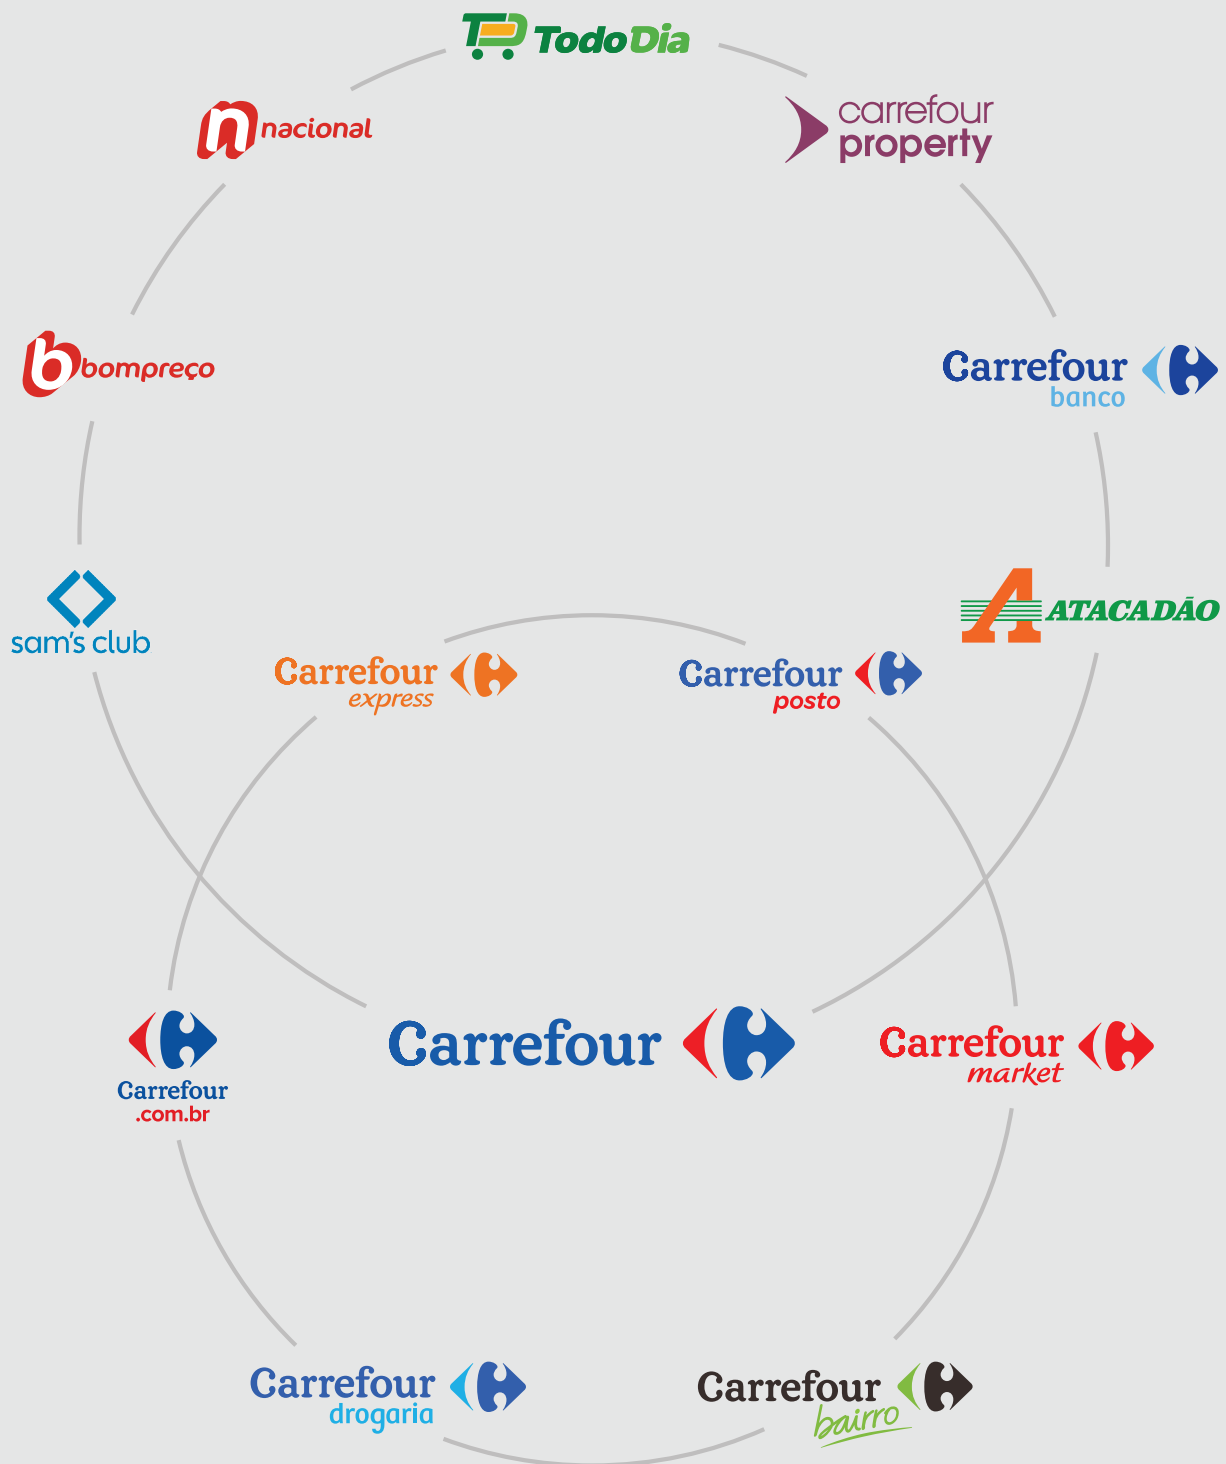 TodoDia
nacional
carrefour
property
bompreço
Carrefour
banco
sam's club
ATACADÃO
Carrefour
express
Carrefour
posto
Carrefour
.com.br
Carrefour
Carrefour
market
Carrefour
drogaria
Carrefour
bairro